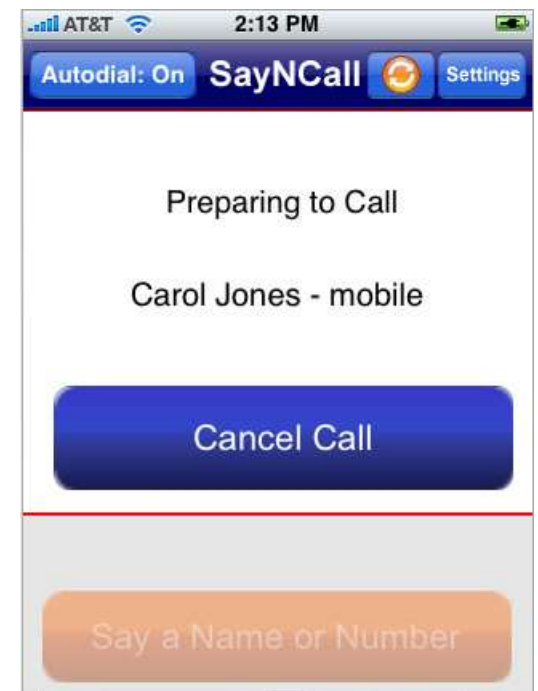 AT&T 2:13 PM
Autodial: On SayNCall Settings
Preparing to Call
Carol Jones - mobile
Cancel Call
Say a Name or Number